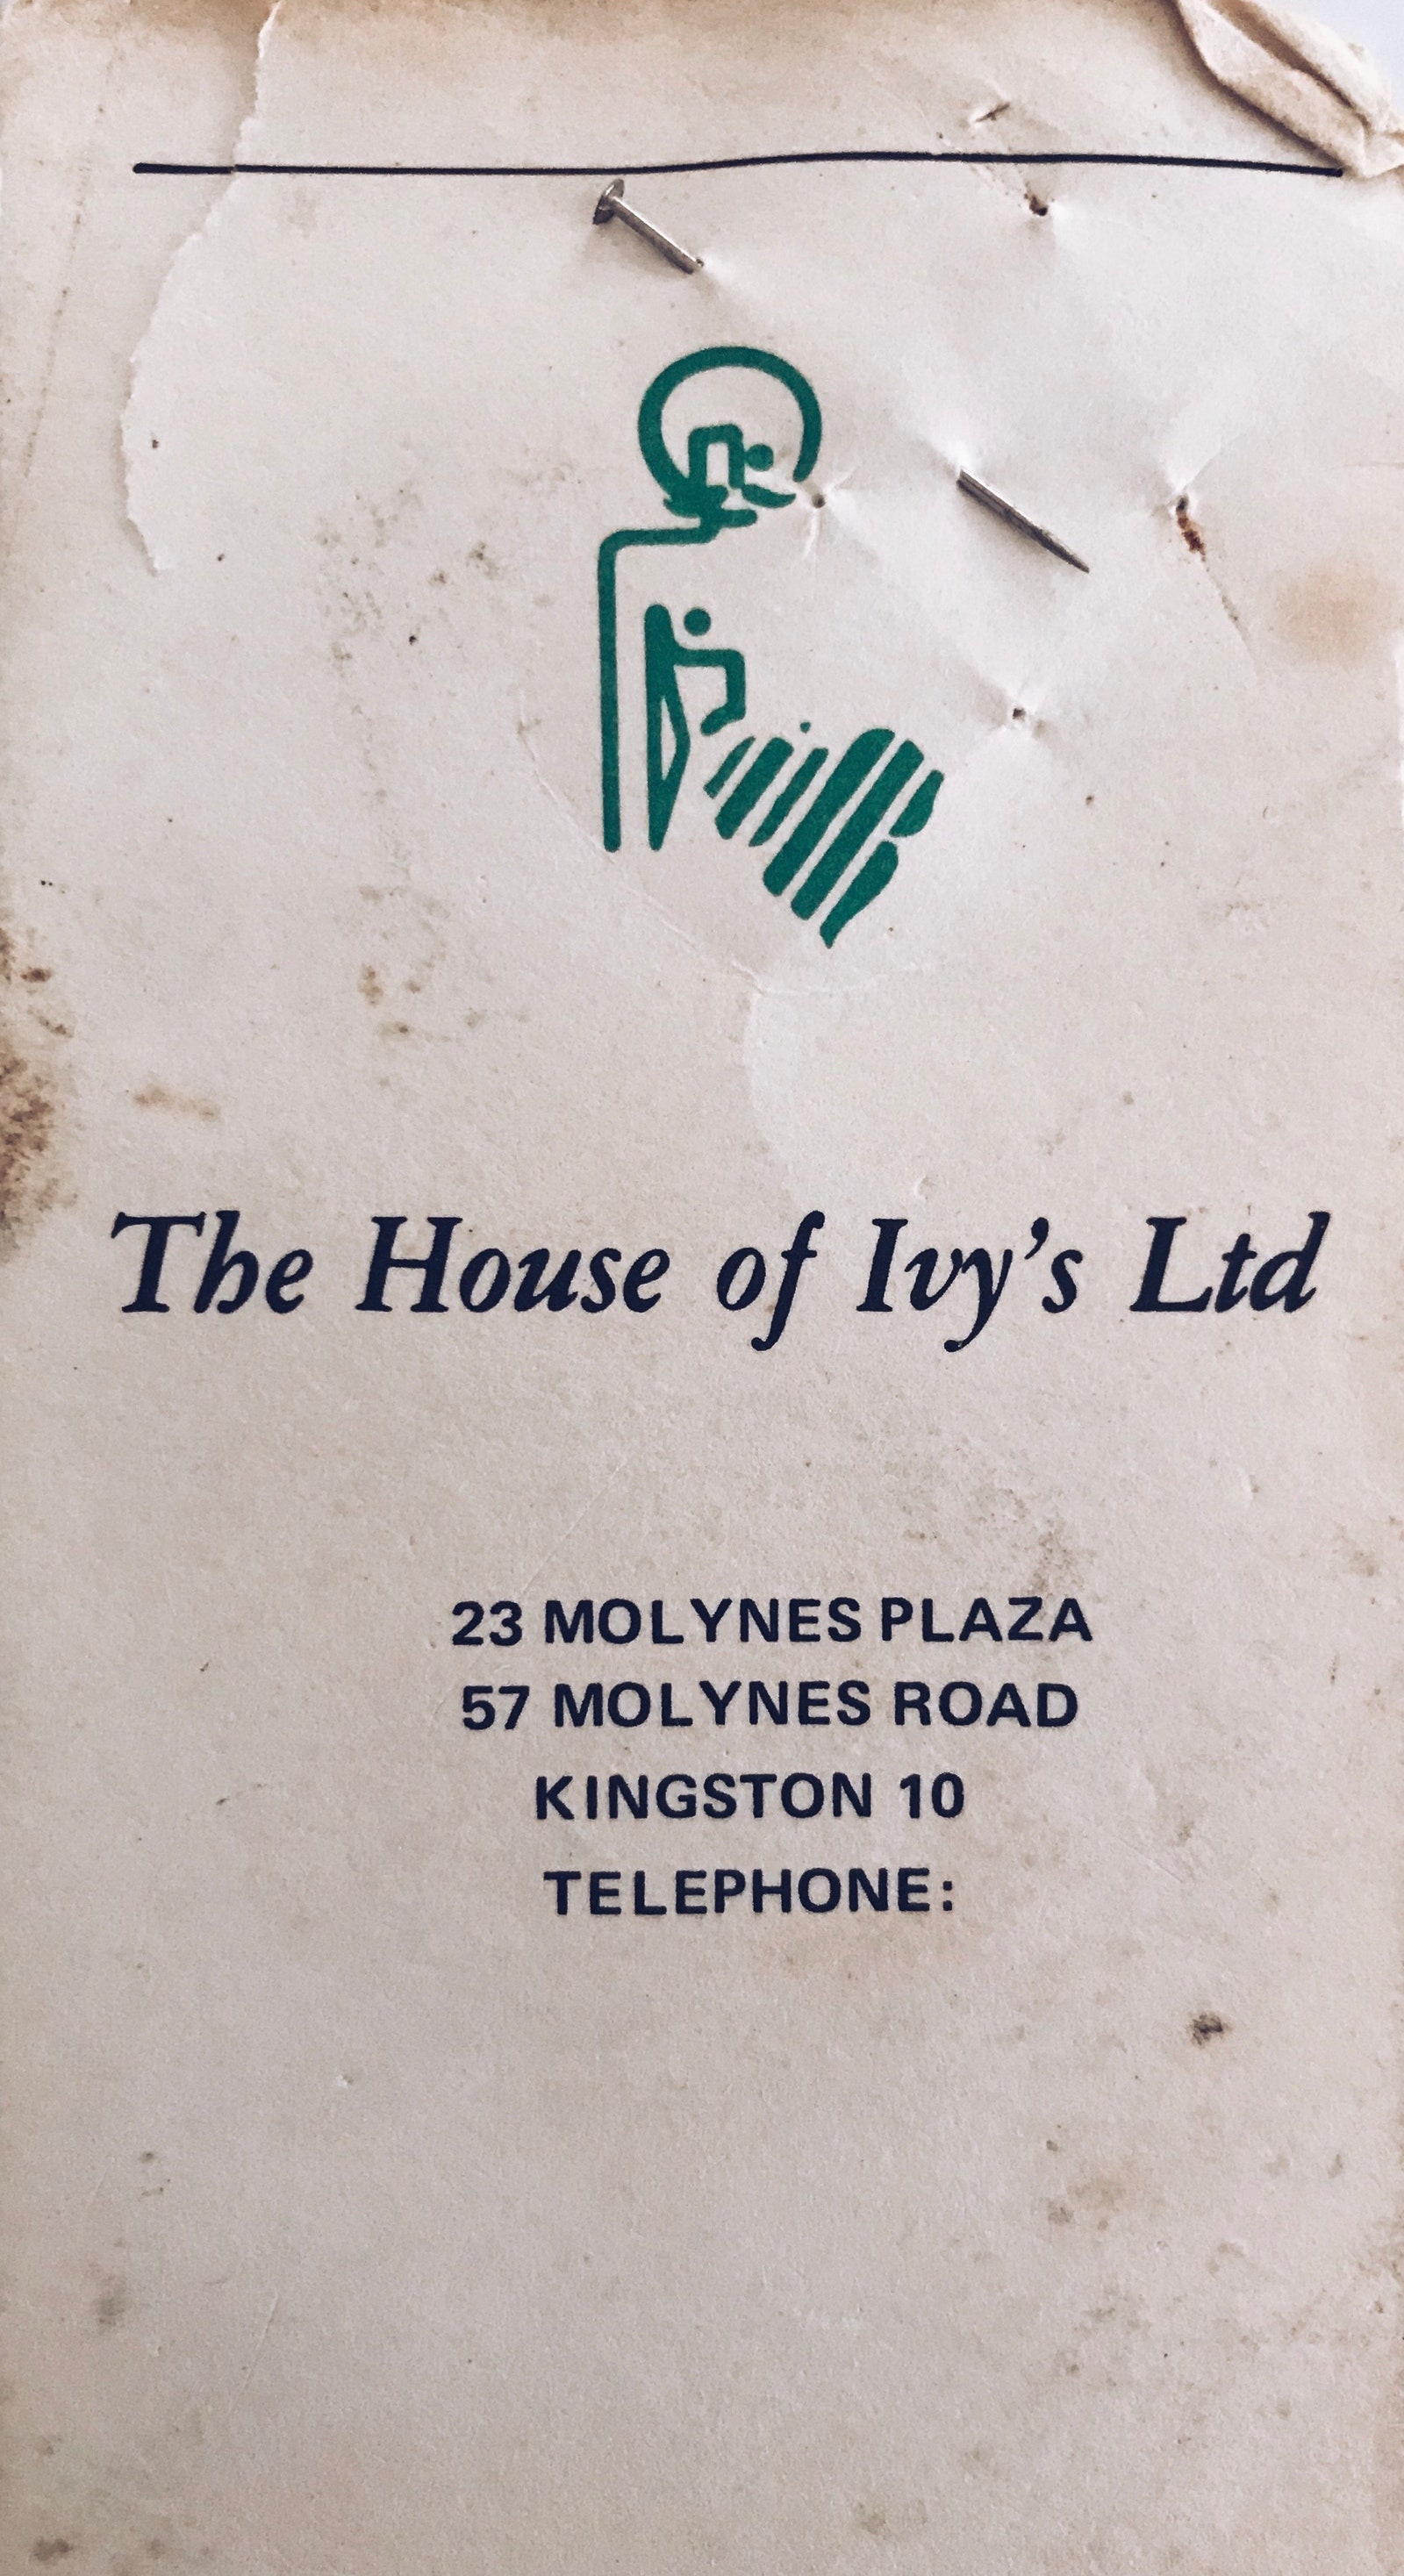 The House of Ivy's Ltd
23 MOLYNES PLAZA
57 MOLYNES ROAD
KINGSTON 10
TELEPHONE: